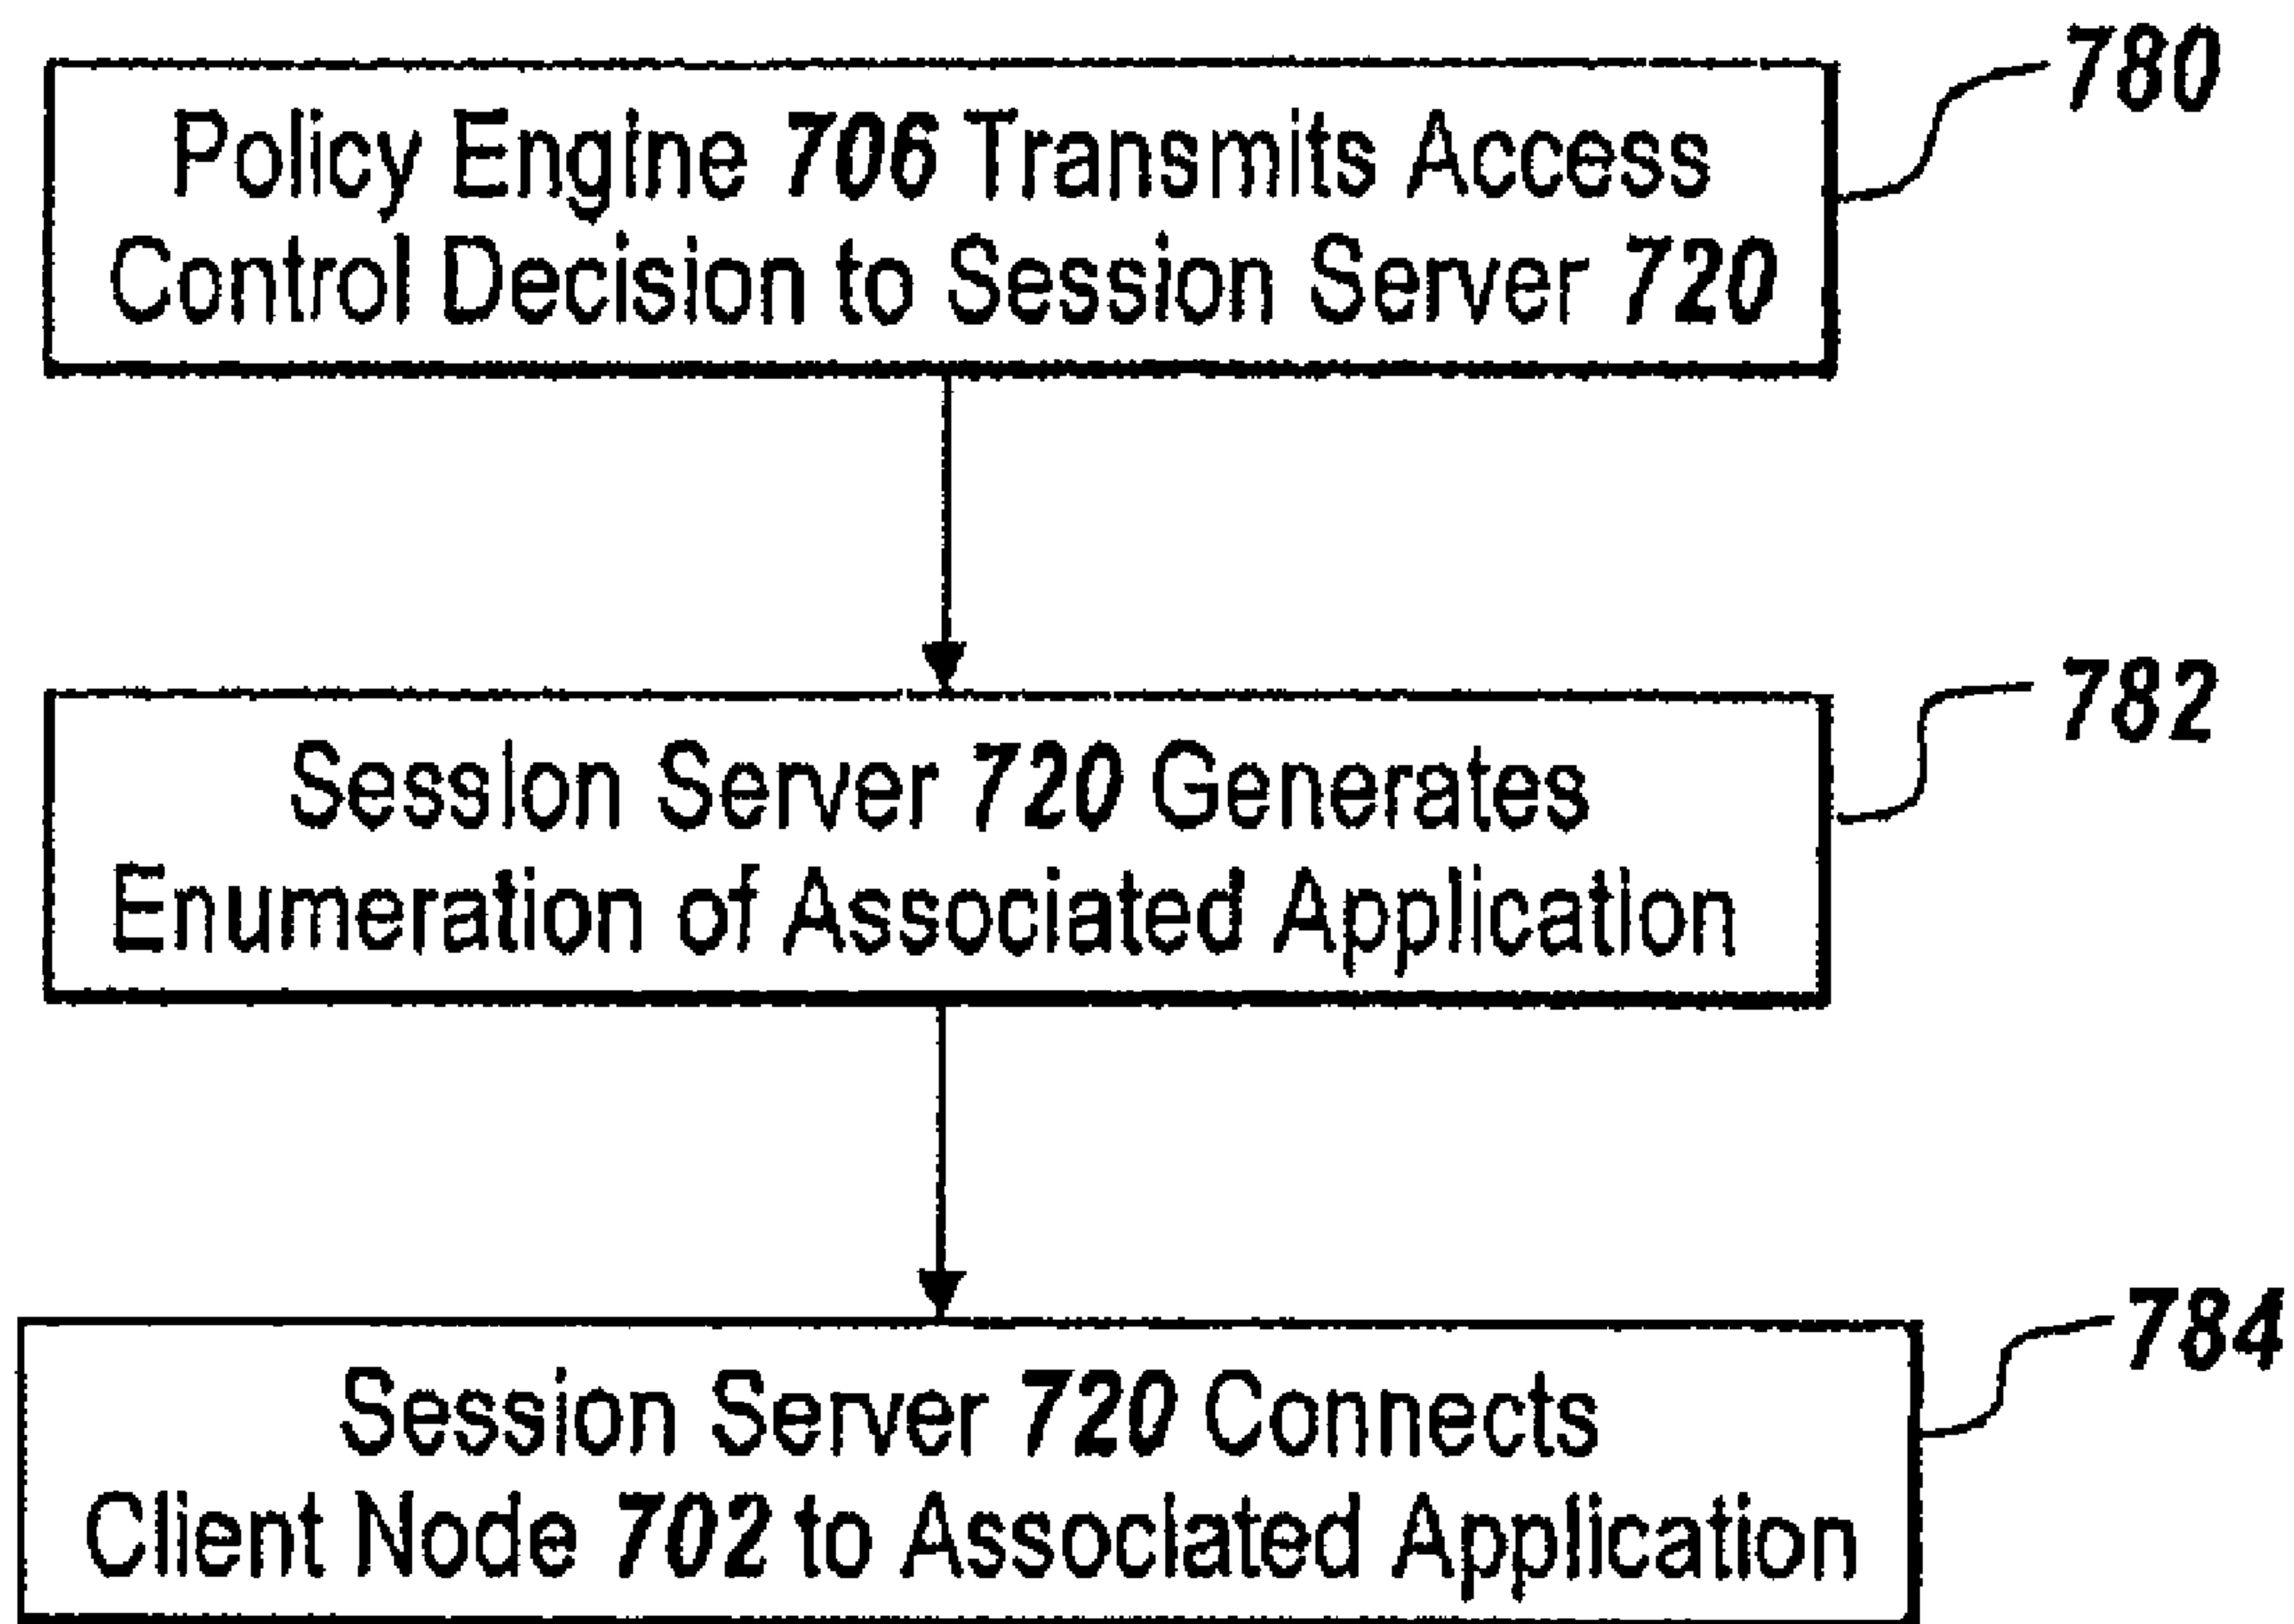 780
Policy Engine 706 Transmits Access
Control Decision to Session Server 720
782
Session Server 720 Generates
Enumeration of Associated Application
784
Session Server 720 Connects
Client Node 702 to Associated Application